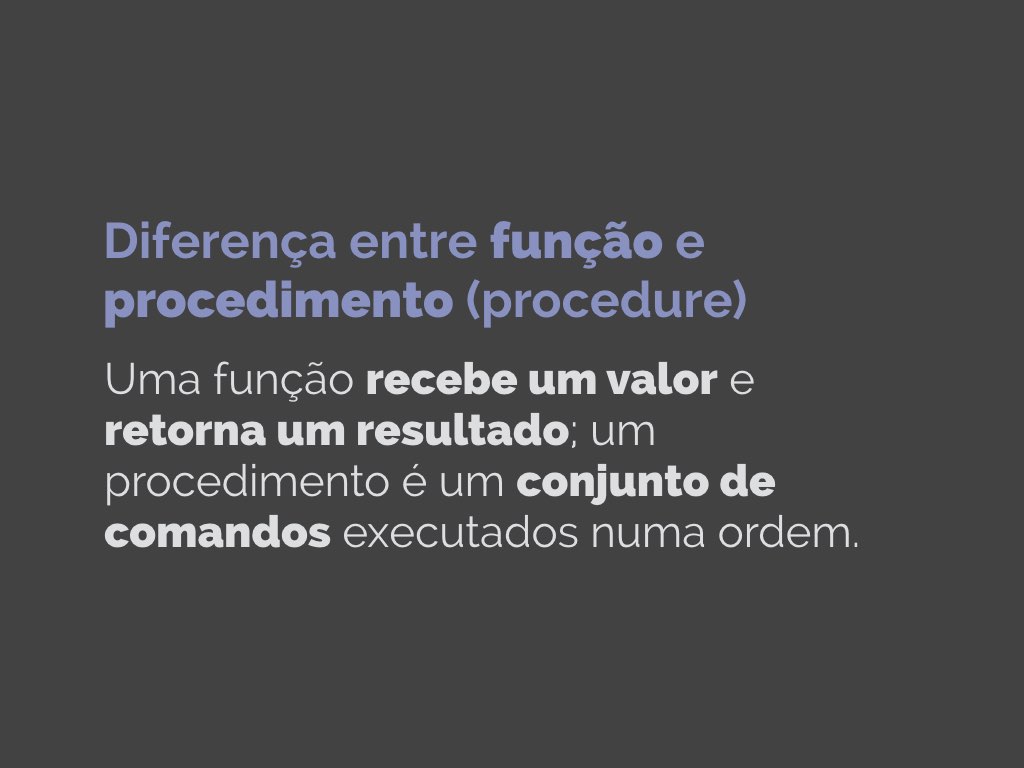 Diferença entre função e
procedimento (procedure)
Uma função recebe um valor e
retorna um resultado; um
procedimento é um conjunto de
comandos executados numa ordem.